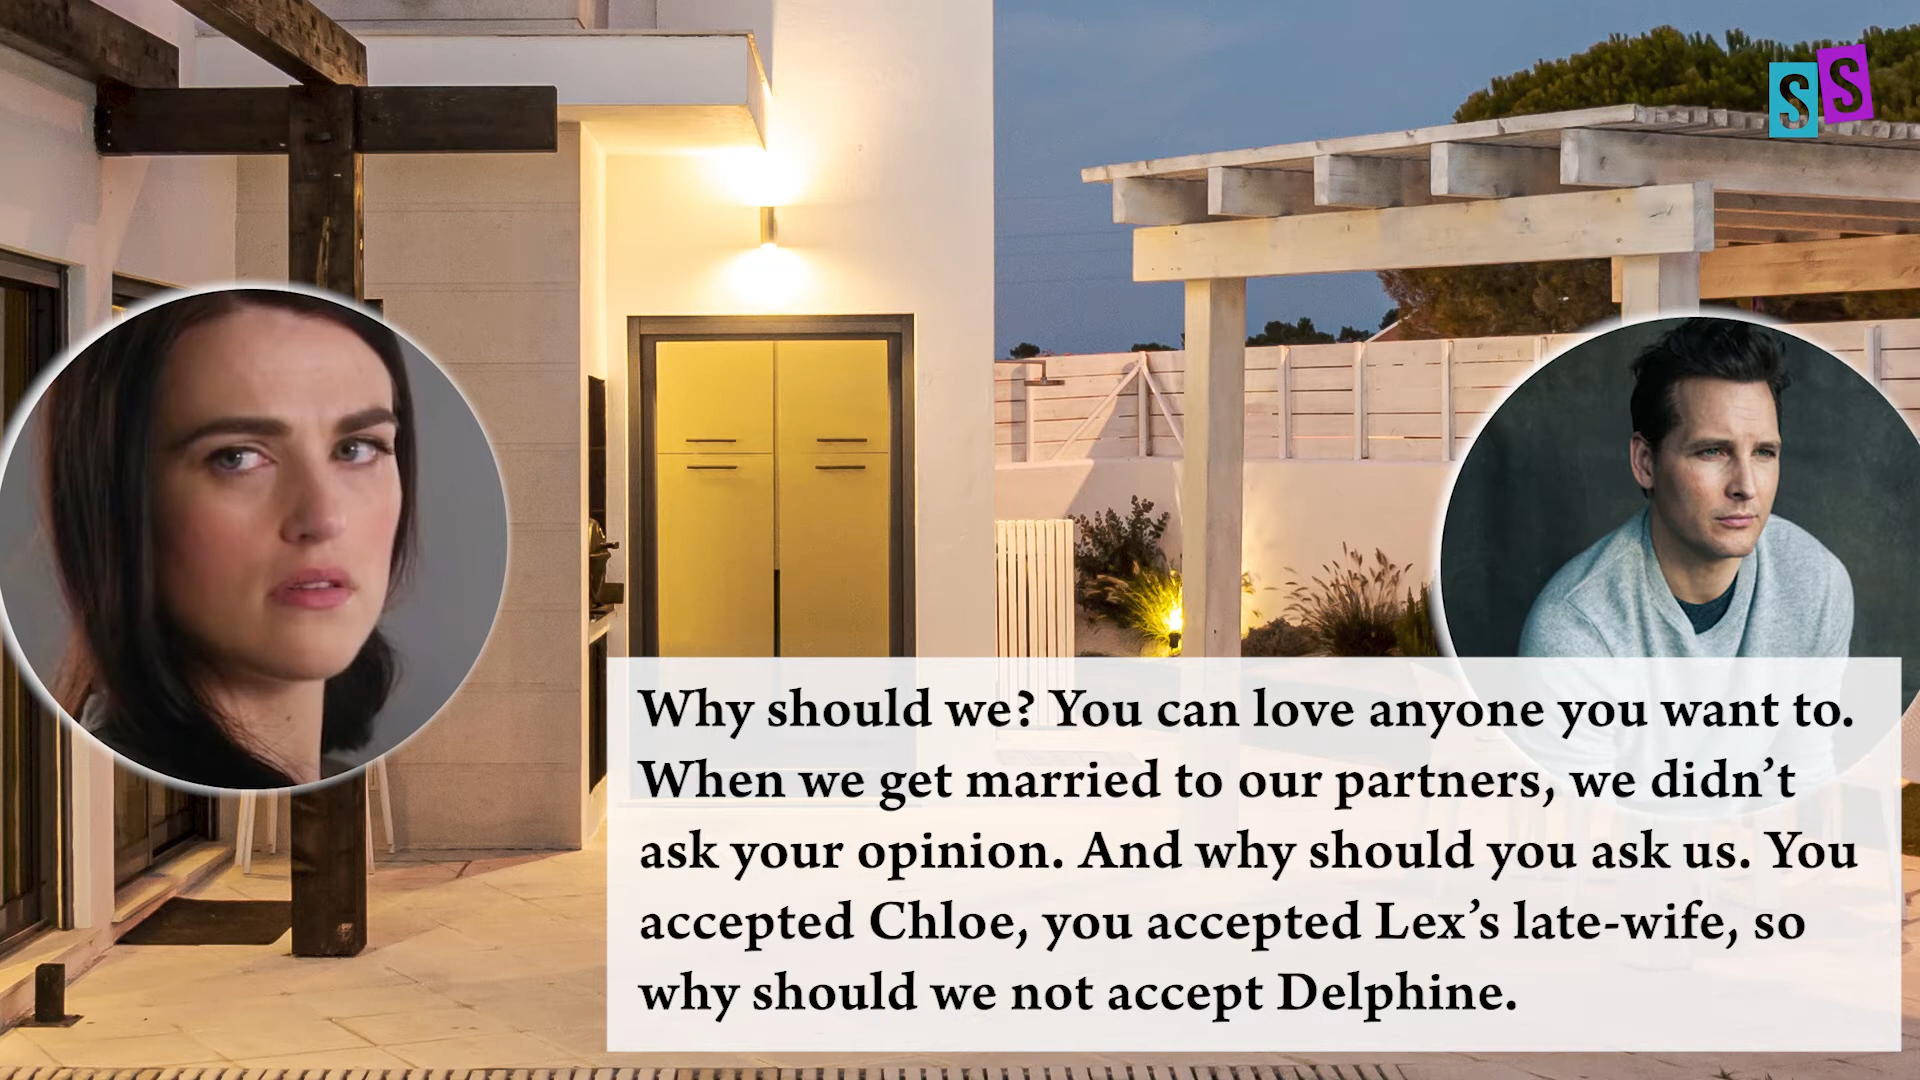 SS
Why should we? You can love anyone you want to.
When we get married to our partners, we didn’t
ask your opinion. And why should you ask us. You
accepted Chloe, you accepted Lex’s late-wife, so
why should we not accept Delphine.